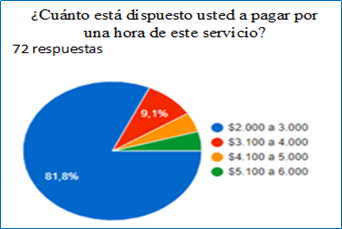 ¿Cuánto está dispuesto usted a pagar por
una hora de este servicio?
72 respuestas
9,1%
81,8%
$2.000 a 3.000
$3.100 a 4.000
$4.100 a 5.000
$5.100 a 6.000